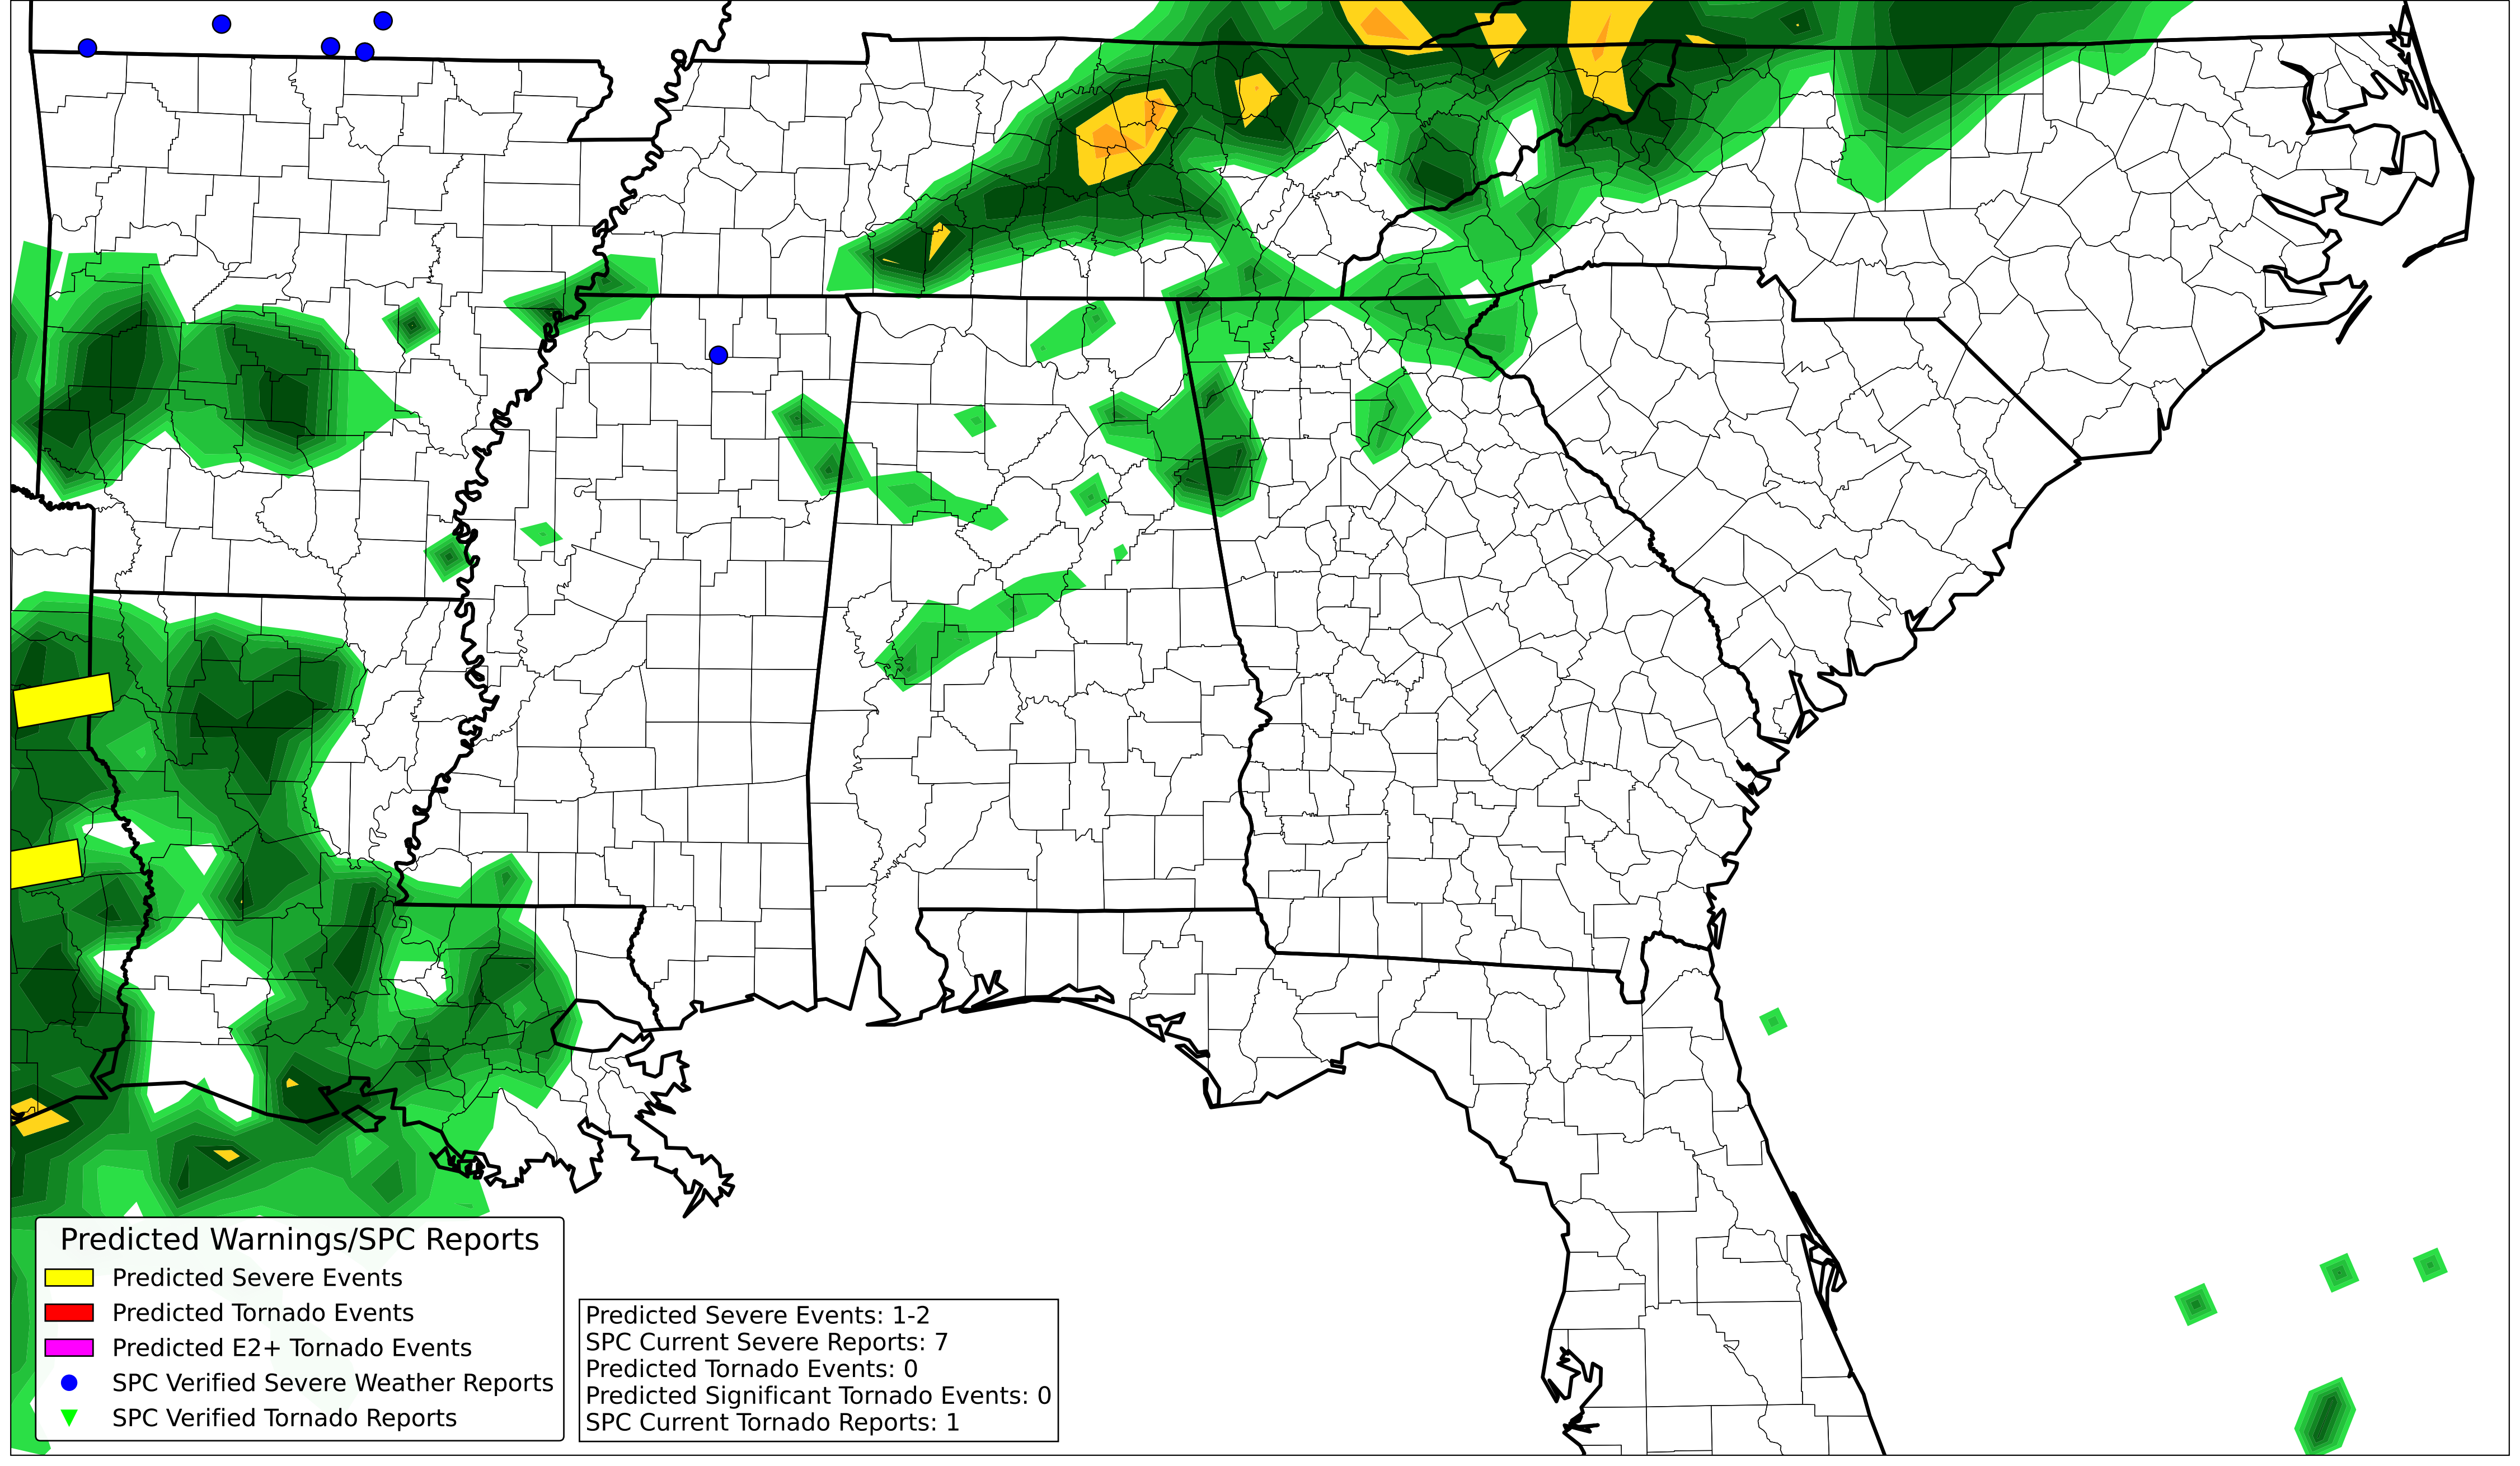 Predicted Warnings/SPC Reports
Predicted Severe Events
Predicted Tornado Events
Predicted E2+ Tornado Events
SPC Verified Severe Weather Reports
SPC Verified Tornado Reports
Predicted Severe Events: 1-2
SPC Current Severe Reports: 7
Predicted Tornado Events: 0
Predicted Significant Tornado Events: 0
SPC Current Tornado Reports: 1